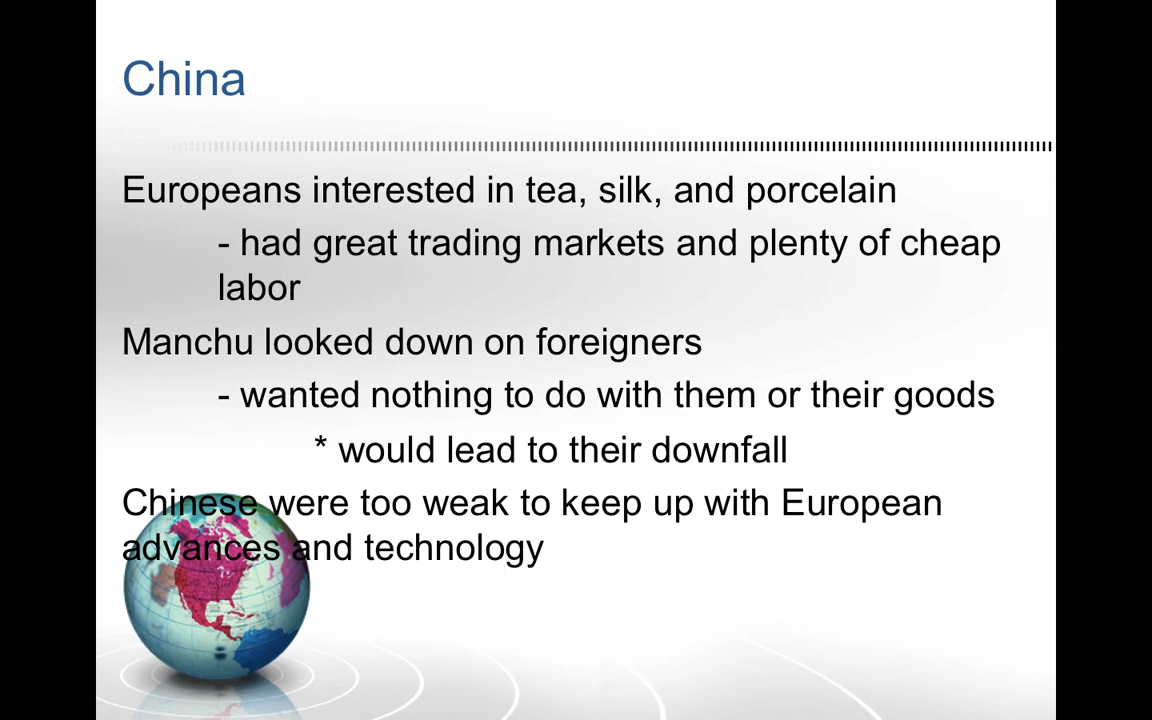 China
Europeans interested in tea, silk, and porcelain
- had great trading markets and plenty of cheap
labor
Manchu looked down on foreigners
- wanted nothing to do with them or their goods
* would lead to their downfall
Chinese were too weak to keep up with European
advances and technology